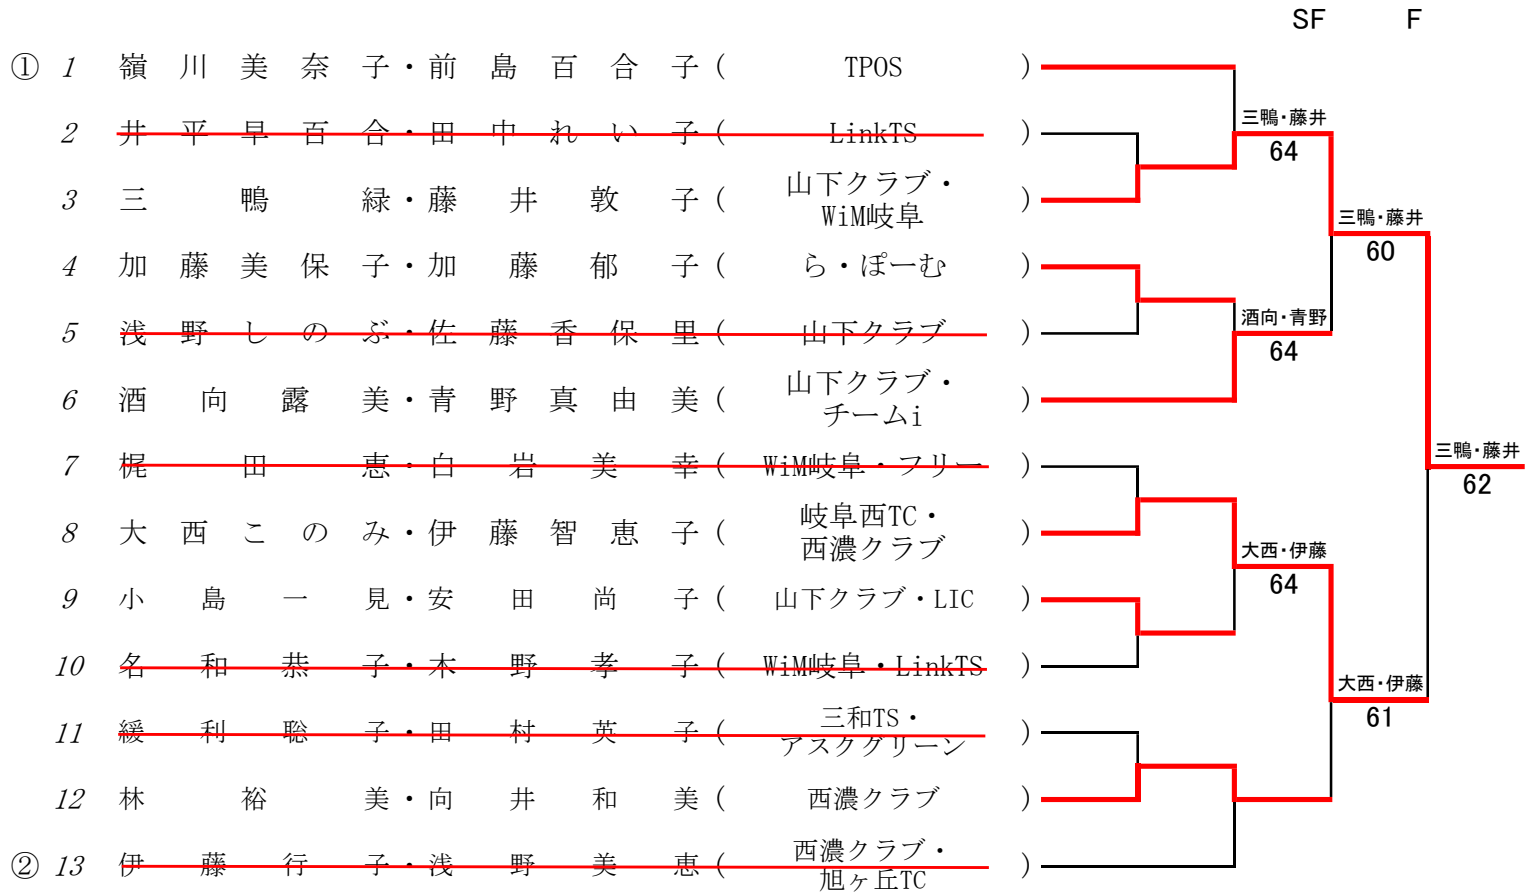 SF F
① 1 嶺川美奈子・前島百合子 ( TPOS )
2 井平早百合・田中れい子 ( LinkTS )
三鴨・藤井
64
3 三鴨緑・藤井敦子 ( 山下クラブ・
WiM岐阜 )
三鴨・藤井
60
4 加藤美保子・加藤郁子 ( ら・ぽーむ )
5 浅野しのぶ・佐藤香保里 ( 山下クラブ )
酒向・青野
64
6 酒向露美・青野真由美 ( 山下クラブ・
チームi )
7 梶田恵・白岩美幸 ( WiM岐阜・フリー )
三鴨・藤井
62
8 大西このみ・伊藤智恵子 ( 岐阜西TC・
西濃クラブ )
大西・伊藤
64
9 小島一見・安田尚子 ( 山下クラブ・LIC )
10 名和恭子・木野孝子 ( WiM岐阜・LinkTS )
大西・伊藤
61
11 緩利聡子・田村英子 ( 三和TS・
アスクグリーン )
12 林裕美・向井和美 ( 西濃クラブ )
② 13 伊藤行子・浅野美恵 ( 西濃クラブ・
旭ヶ丘TC )